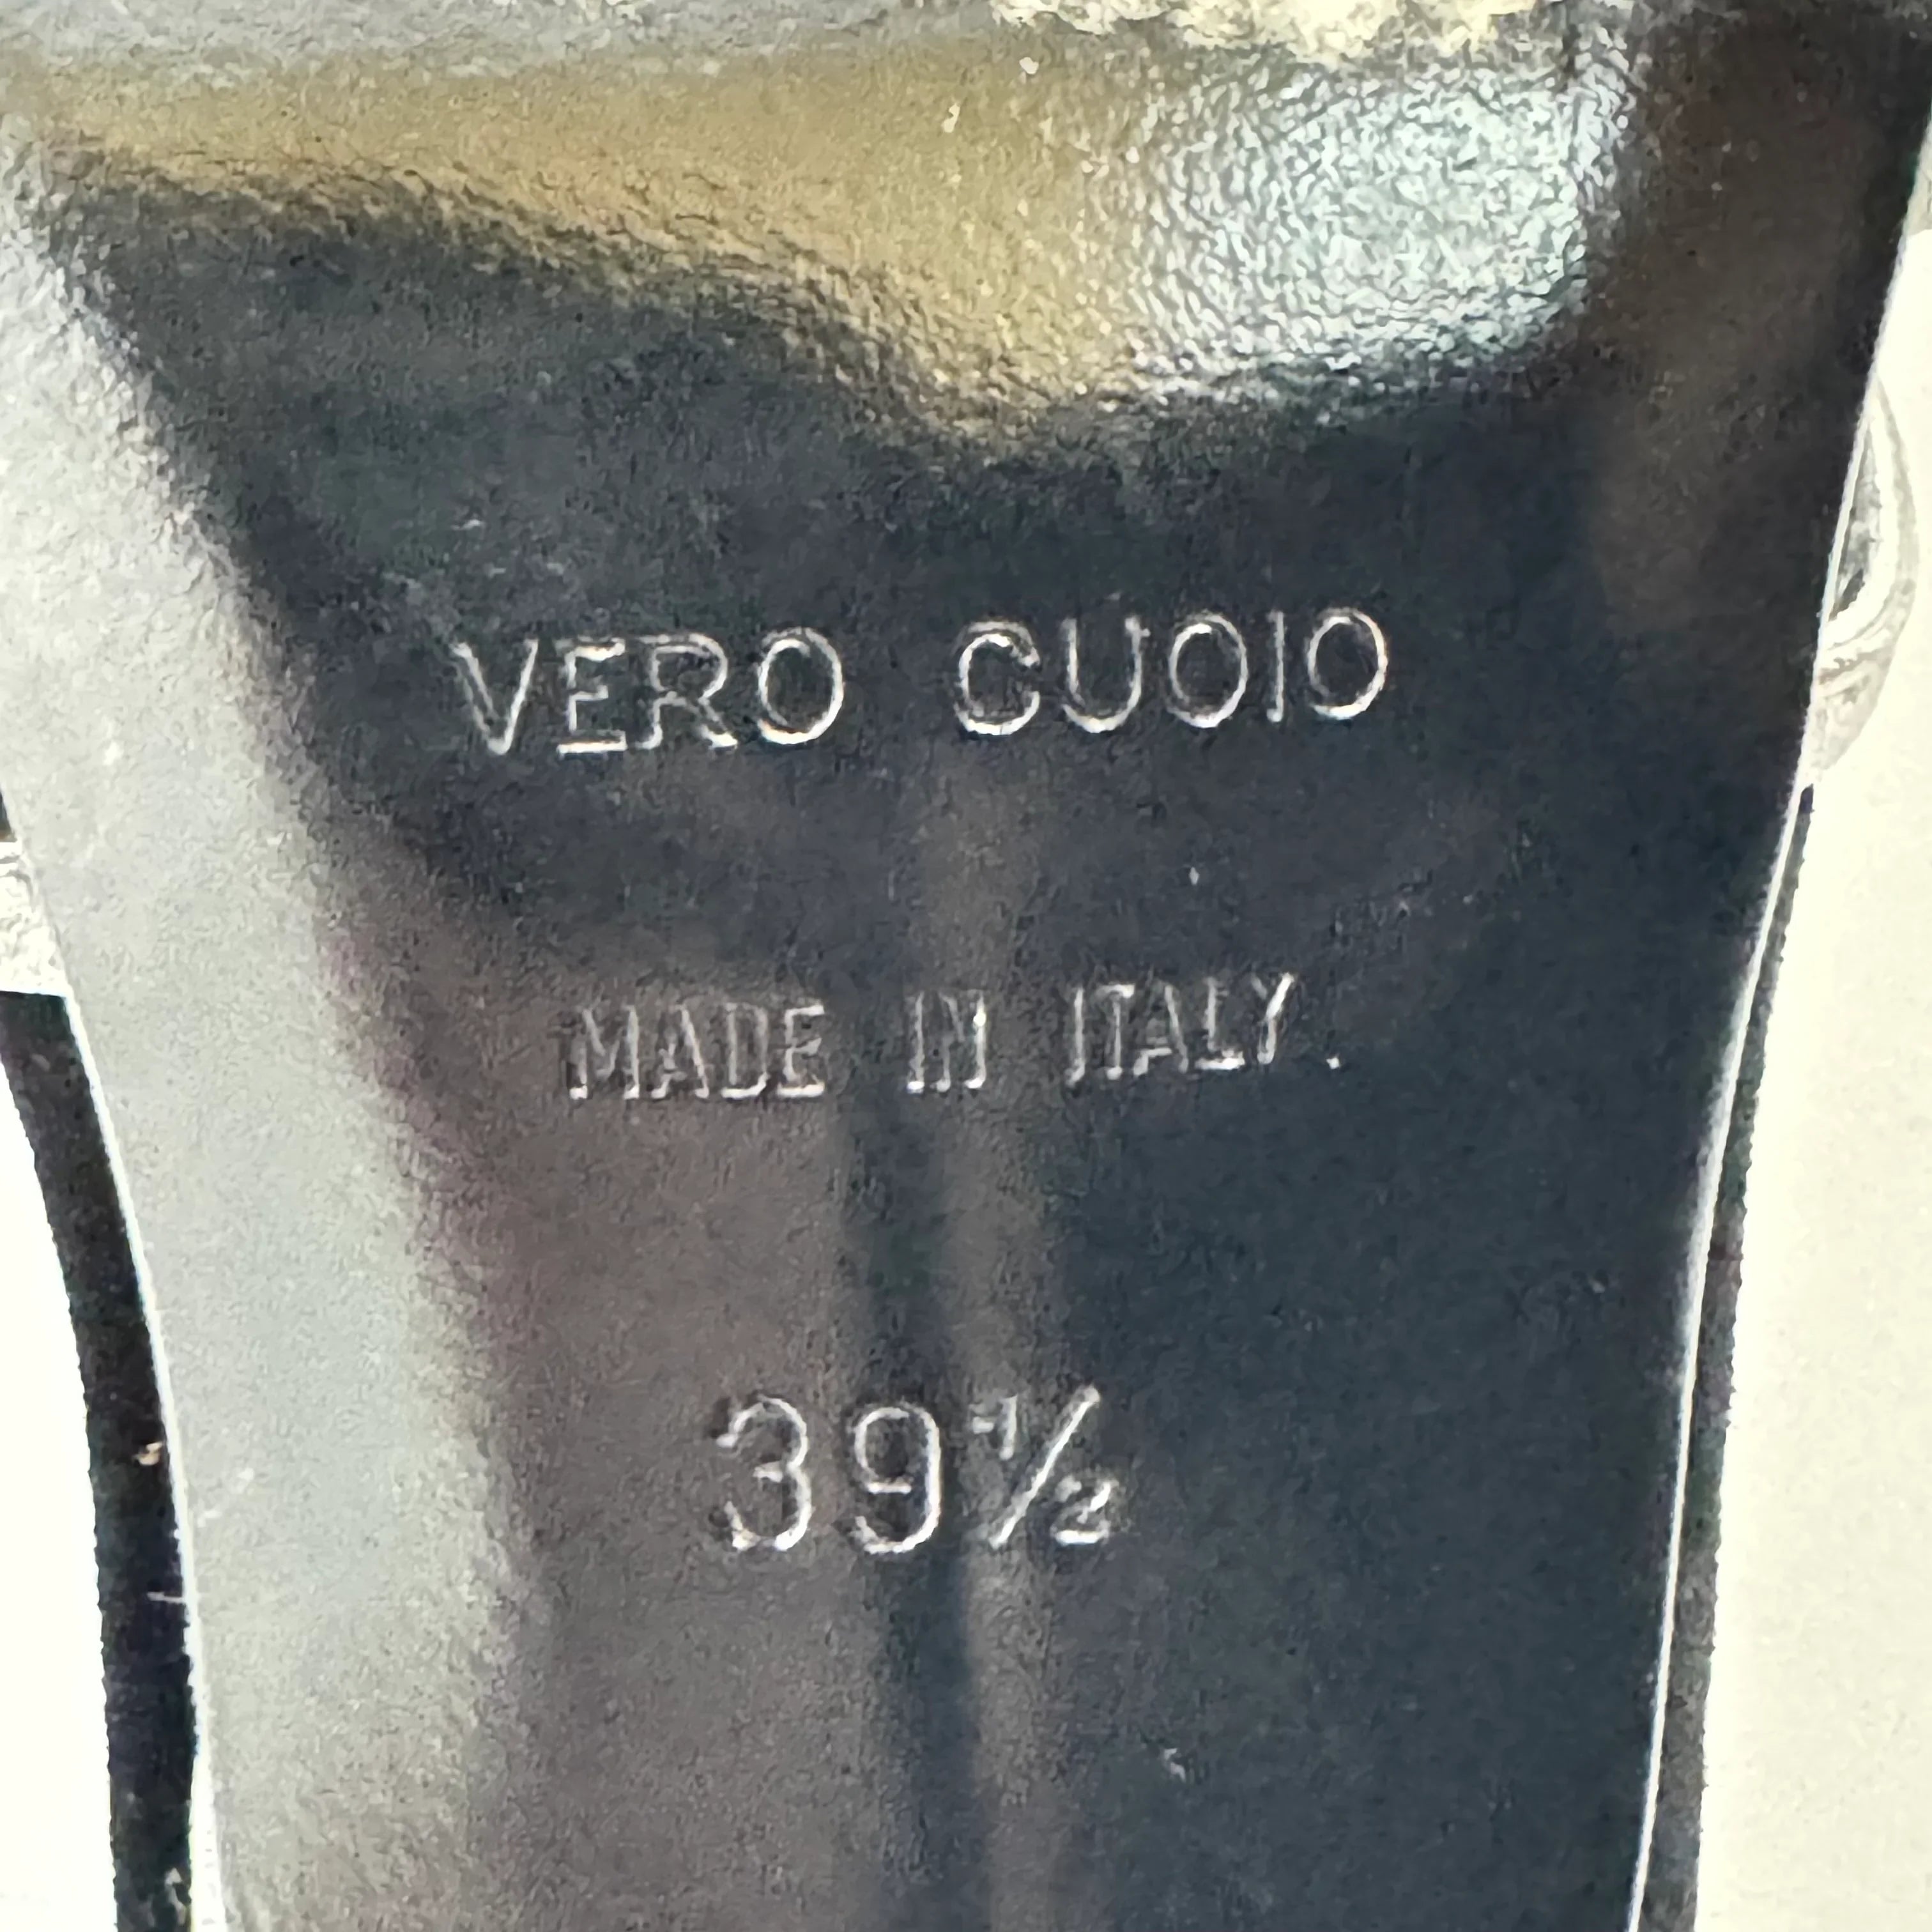 VERO CUOIO
MADE IN ITALY.
39½